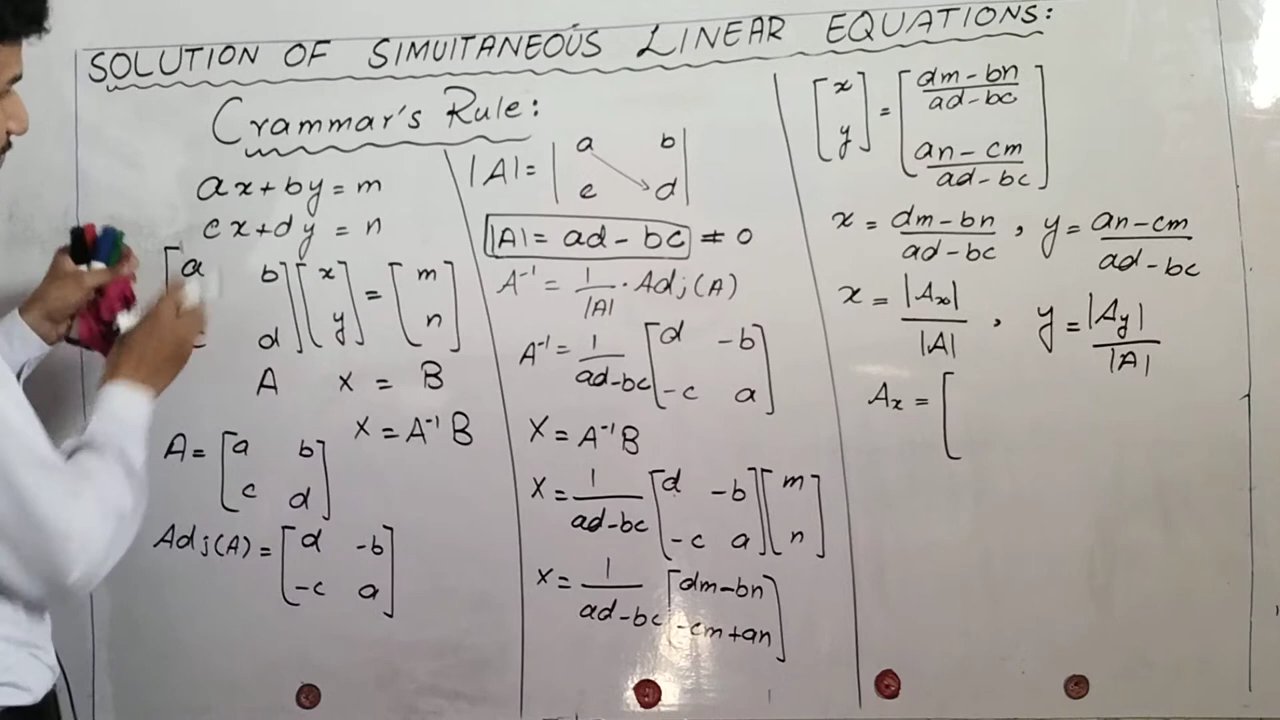 SOLUTION OF SIMUITANEOUS LINEAR EQUATIONS:
Crammar's Rule:
ax+by=m
cx+dy=n
[a b] [x] = [m]
[d] [y] [n]
A X = B
X = A⁻¹B
A = [a b]
[c d]
Adj(A) = [d -b]
[-c a]
|A| = |a b|
|c d|
|A| = ad-bc ≠ 0
A⁻¹ = 1/|A| · Adj(A)
A⁻¹ = 1/ad-bc [d -b]
[-c a]
X = A⁻¹B
X = 1/ad-bc [d -b] [m]
[-c a] [n]
X = 1/ad-bc [dm-bn]
[-cm+an]
[x] = [dm-bn/ad-bc]
[y] [an-cm/ad-bc]
x = dm-bn/ad-bc , y = an-cm/ad-bc
x = |Ax|/|A| , y = |Ay|/|A|
Ax = [